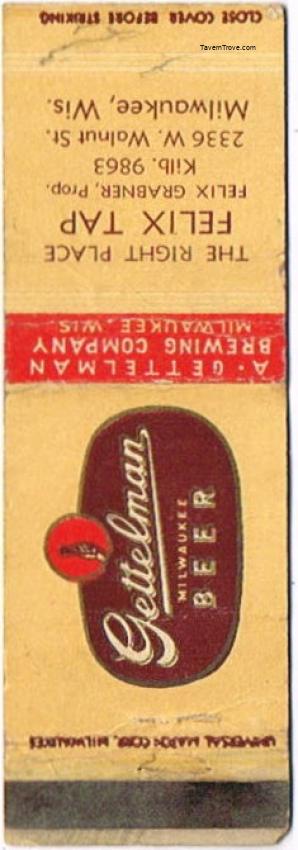 TavernTrove.com
UNIVERSAL MATCH CORP., MILWAUKEE
Gettelman
MILWAUKEE
BEER
A · GETTELMAN
BREWING COMPANY
MILWAUKEE WIS
THE RIGHT PLACE
FELIX TAP
FELIX GRABNER, Prop.
Kilb. 9863
2336 W. Walnut St.
Milwaukee, Wis.
CLOSE COVER BEFORE STRIKING